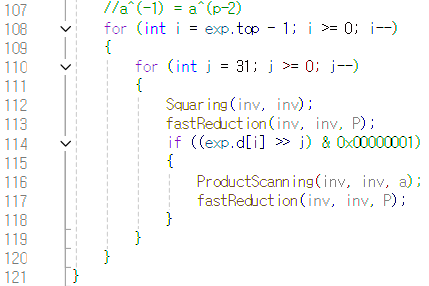 107 //a^(-1) = a^(p-2)
108 for (int i = exp.top - 1; i >= 0; i--)
109 {
110 for (int j = 31; j >= 0; j--)
111 {
112 Squaring(inv, inv);
113 fastReduction(inv, inv, P);
114 if ((exp.d[i] >> j) & 0x00000001)
115 {
116 ProductScanning(inv, inv, a);
117 fastReduction(inv, inv, P);
118 }
119 }
120 }
121 }